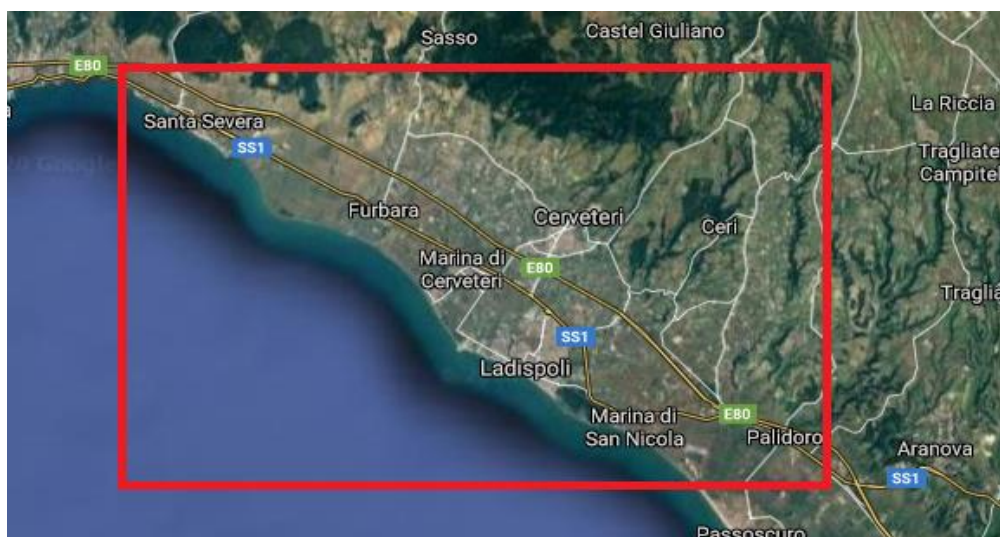 Sasso
Castel Giuliano
E80
La Riccia
Santa Severa
SS1
Tragliate
Campitel
Furbara
Cerveteri
Ceri
Marina di
Cerveteri
E80
Traglia
SS1
Ladispoli
Marina di
San Nicola
E80
Palidoro
Aranova
SS1
Passoscuro